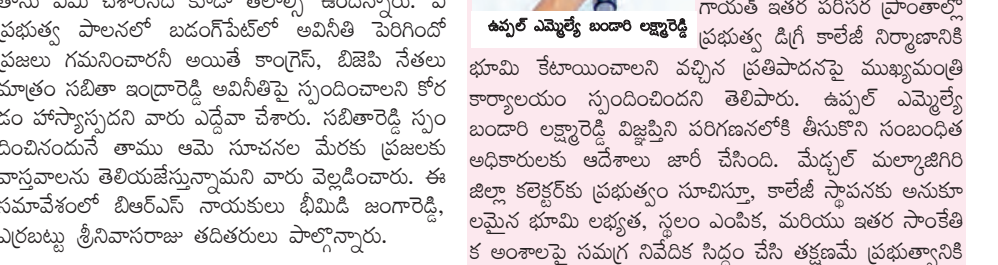 తాను ఏమి చేశారనేది కూడా తేలాల్సి ఉందన్నారు. ఏ
ప్రభుత్వ పాలనలో బడంగ్‌పేట్‌లో అవినీతి పెరిగిందో
ప్రజలు గమనించారనీ అయితే కాంగ్రెస్, బిజెపి నేతలు
మాత్రం సబితా ఇంద్రారెడ్డి అవినీతిపై స్పందించాలని కోర
డం హాస్యాస్పదని వారు ఎద్దేవా చేశారు. సబితారెడ్డి స్పం
దించినందునే తాము ఆమె సూచనల మేరకు ప్రజలకు
వాస్తవాలను తెలియజేస్తున్నామని వారు వెల్లడించారు. ఈ
సమావేశంలో బిఆర్ఎస్ నాయకులు భీమిడి జంగారెడ్డి,
ఎర్రబట్టు శ్రీనివాసరాజు తదితరులు పాల్గొన్నారు.
ఉప్పల్ ఎమ్మెల్యే బండారి లక్ష్మారెడ్డి
గాయత్ ఇతర పరిసర ప్రాంతాల్లో
ప్రభుత్వ డిగ్రీ కాలేజీ నిర్మాణానికి
భూమి కేటాయించాలని వచ్చిన ప్రతిపాదనపై ముఖ్యమంత్రి
కార్యాలయం స్పందించిందని తెలిపారు. ఉప్పల్ ఎమ్మెల్యే
బండారి లక్ష్మారెడ్డి విజ్ఞప్తిని పరిగణనలోకి తీసుకొని సంబంధిత
అధికారులకు ఆదేశాలు జారీ చేసింది. మేడ్చల్ మల్కాజిగిరి
జిల్లా కలెక్టర్‌కు ప్రభుత్వం సూచిస్తూ, కాలేజీ స్థాపనకు అనుకూ
లమైన భూమి లభ్యత, స్థలం ఎంపిక, మరియు ఇతర సాంకేతి
క అంశాలపై సమగ్ర నివేదిక సిద్ధం చేసి తక్షణమే ప్రభుత్వానికి